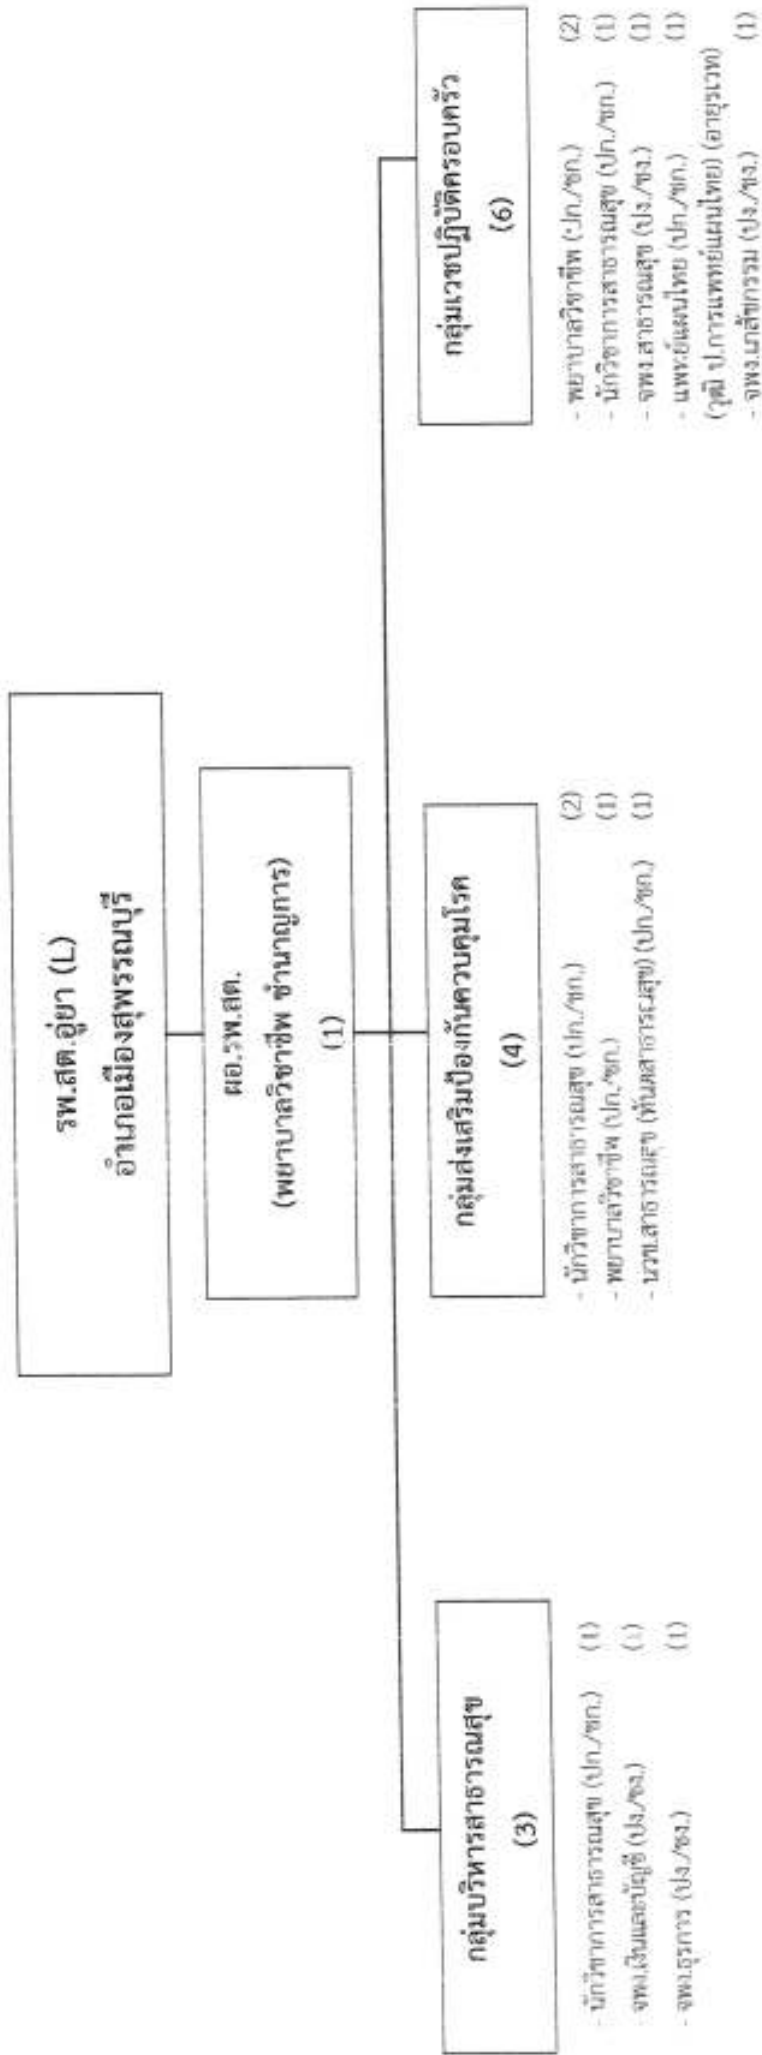 รพ.สต.อู่ยา (L)
อำเภอเมืองสุพรรณบุรี
ผอ.รพ.สต.
(พยาบาลวิชาชีพ ชำนาญการ)
(1)
กลุ่มบริหารสาธารณสุข
(3)
- นักวิชาการสาธารณสุข (ปก./ชก.) (1)
- จพง.เงินและบัญชี (ปง./ชง.) (1)
- จพง.ธุรการ (ปง./ชง.) (1)
กลุ่มส่งเสริมป้องกันควบคุมโรค
(4)
- นักวิชาการสาธารณสุข (ปก./ชก.) (2)
- พยาบาลวิชาชีพ (ปก./ชก.) (1)
- นวช.สาธารณสุข (ทันตสาธารณสุข) (ปก./ชก.) (1)
กลุ่มเวชปฏิบัติครอบครัว
(6)
- พยาบาลวิชาชีพ (ปก./ชก.) (2)
- นักวิชาการสาธารณสุข (ปก./ชก.) (1)
- จพง.สาธารณสุข (ปง./ชง.) (1)
- แพทย์แผนไทย (ปก./ชก.) (1)
(วุฒิ ป.การแพทย์แผนไทย) (อายุรเวท)
- จพง.เภสัชกรรม (ปง./ชง.) (1)